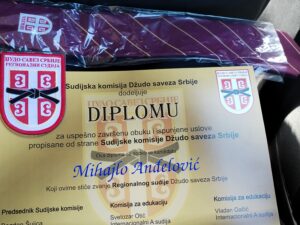 ЏУДО САВЕЗ СРБИЈЕ
РЕГИОНАЛНИ СУДИЈА
Sudijska komisija Džudo saveza Srbije
dodeljuje
DIPLOMU
za uspešno završenu obuku i ispunjene uslove
propisane od strane Sudijske komisije Džudo saveza Srbije
Mihajlo Anđelović
Koji ovime stiče zvanje Regionalnog sudije Džudo saveza Srbije
Predsednik Sudijske komisije
Komisija za edukaciju
Komisija za edukaciju
Svetozar
Vladan
Internacionalni A sudija
Internacionalni A sudija